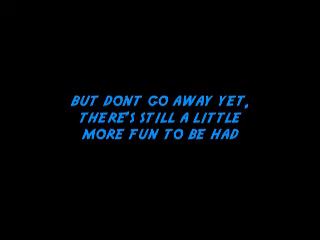 BUT DONT GO AWAY YET,
THERE'S STILL A LITTLE
MORE FUN TO BE HAD